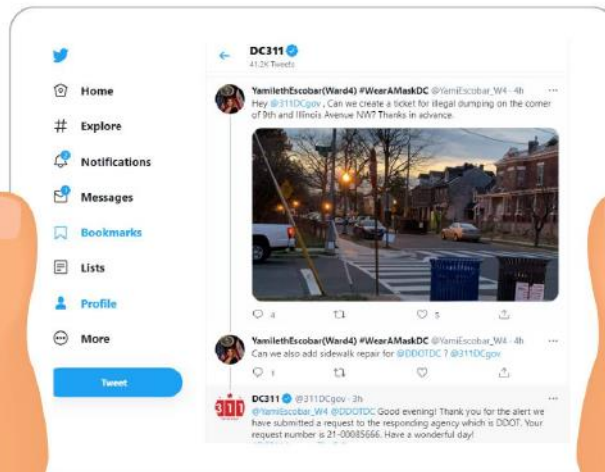 DC311
41.2K Tweets
Home
Explore
Notifications
Messages
Bookmarks
Lists
Profile
More
Tweet
YamilethEscobar(Ward4) #WearAMaskDC @YamiEscobar_W4 · 4h
Hey @311DCgov , Can we create a ticket for illegal dumping on the corner
of 9th and Illinois Avenue NW? Thanks in advance.
4
5
YamilethEscobar(Ward4) #WearAMaskDC @YamiEscobar_W4 · 4h
Can we also add sidewalk repair for @DDOTDC ? @311DCgov
1
311
DC311 @311DCgov · 3h
@YamiEscobar_W4 @DDOTDC Good evening! Thank you for the alert we
have submitted a request to the responding agency which is DDOT. Your
request number is 21-00085666. Have a wonderful day!